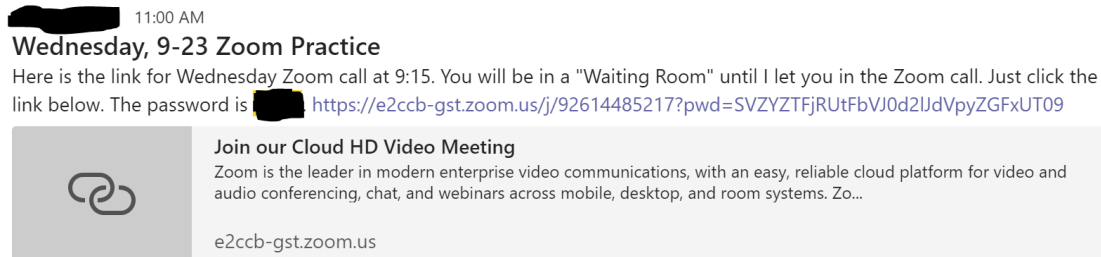 11:00 AM
Wednesday, 9-23 Zoom Practice
Here is the link for Wednesday Zoom call at 9:15. You will be in a "Waiting Room" until I let you in the Zoom call. Just click the
link below. The password is . https://e2ccb-gst.zoom.us/j/92614485217?pwd=SVZYZTFjRUtFbVJ0d2lJdVpyZGFxUT09
Join our Cloud HD Video Meeting
Zoom is the leader in modern enterprise video communications, with an easy, reliable cloud platform for video and
audio conferencing, chat, and webinars across mobile, desktop, and room systems. Zo...
e2ccb-gst.zoom.us